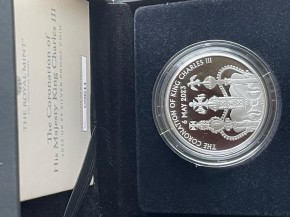 THE ROYAL MINT
The Coronation of
His Majesty King Charles III
THE CORONATION OF KING CHARLES III
6 MAY 2023